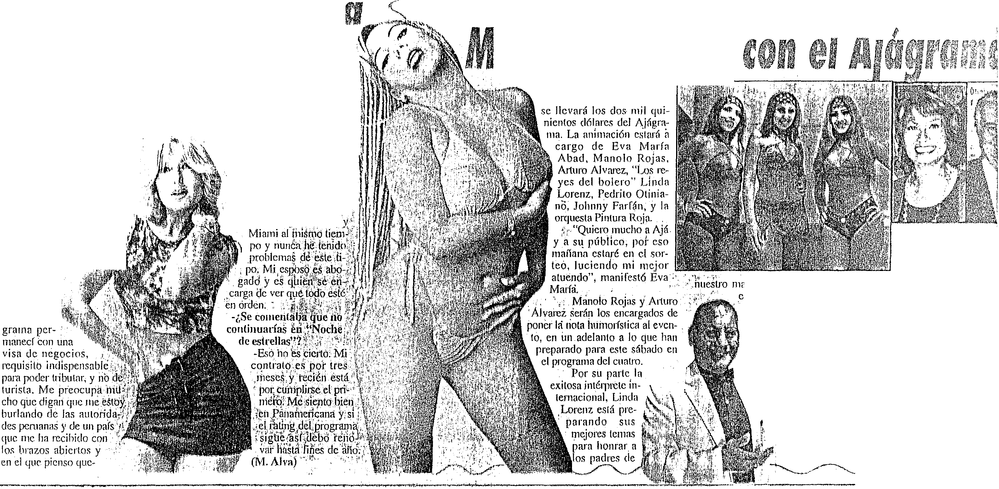 a
M
con el Ajágrama
grama per-
manecí con una
visa de negocios,
requisito indispensable
para poder tributar, y no de
turista. Me preocupa mu-
cho que digan que me estoy
burlando de las autorida-
des peruanas y de un país
que me ha recibido con
los brazos abiertos y
en el que pienso que-
y
Miami al mismo tiem-
po y nunca he tenido
problemas de este ti-
po. Mi esposo es abo-
gado y es quien se en-
carga de ver que todo esté
en orden.
-¿Se comentaba que no
continuarías en “Noche
de estrellas”?
-Eso no es cierto. Mi
contrato es por tres
meses y recién está
por cumplirse el pri-
mero. Me siento bien
en Panamericana y si
el rating del programa
sigue así debo reno-
var hasta fines de año.
(M. Alva)
se llevará los dos mil qui-
nientos dólares del Ajágra-
ma. La animación estará a
cargo de Eva María
Abad, Manolo Rojas,
Arturo Alvarez, “Los re-
yes del bolero” Linda
Lorenz, Pedrito Otinia-
no, Johnny Farfán, y la
orquesta Pintura Roja.
“Quiero mucho a Ajá
y a su público, por eso
mañana estaré en el sor-
teo, luciendo mi mejor
atuendo”, manifestó Eva
María.
Manolo Rojas y Arturo
Alvarez serán los encargados de
poner la nota humorística al even-
to, en un adelanto a lo que han
preparado para este sábado en
el programa del cuatro.
Por su parte la
exitosa intérprete in-
ternacional, Linda
Lorenz está pre-
parando sus
mejores temas
para honrar a
los padres de
nuestro ma
c